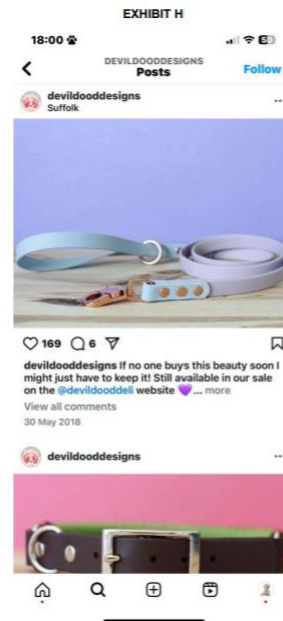 EXHIBIT H
18:00
DEVILDOODDESIGNS
Posts
Follow
devildooddesigns
Suffolk
169 6
devildooddesigns If no one buys this beauty soon I
might just have to keep it! Still available in our sale
on the @devildooddeli website 💜... more
View all comments
30 May 2018
devildooddesigns